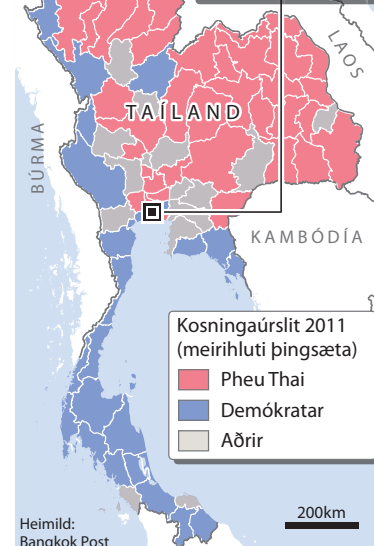 LAOS
TAÍLAND
BÚRMA
KAMBÓDÍA
Kosningaúrslit 2011
(meirihluti þingsæta)
Pheu Thai
Demókratar
Aðrir
200km
Heimild:
Bangkok Post